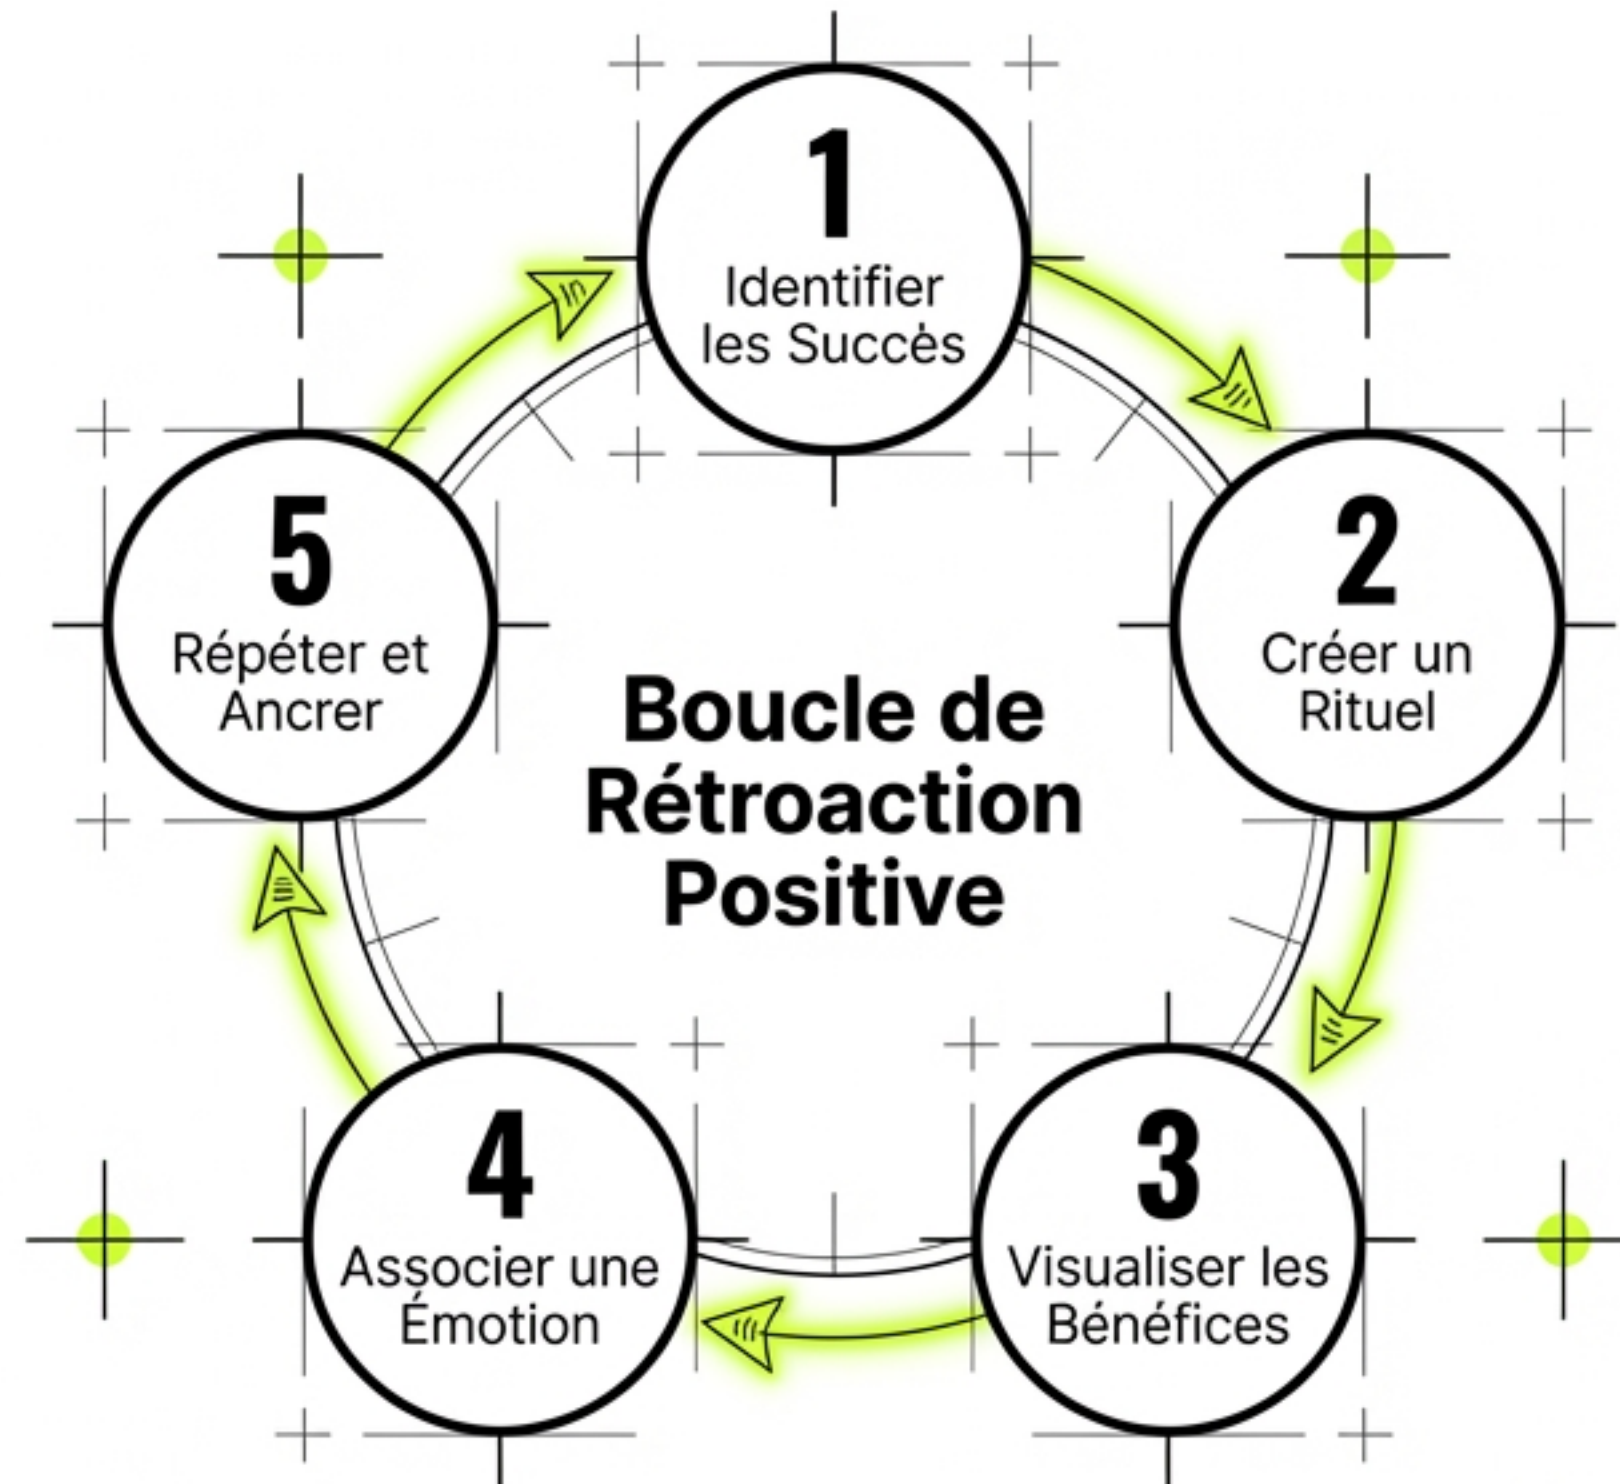 1
Identifier
les Succès
2
Créer un
Rituel
3
Visualiser les
Bénéfices
4
Associer une
Émotion
5
Répéter et
Ancrer
Boucle de
Rétroaction
Positive